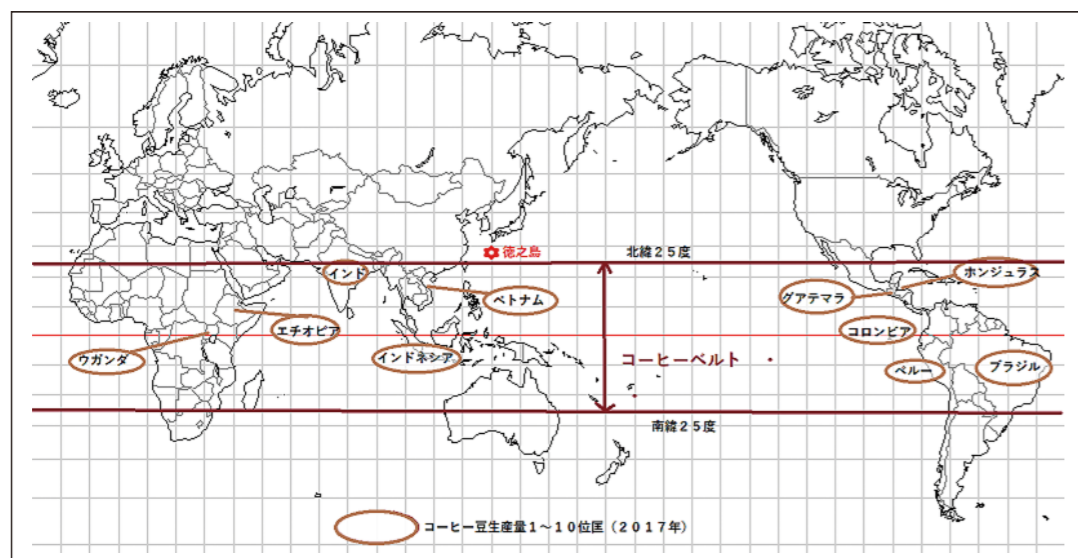 徳之島
北緯２５度
インド
ホンジュラス
ベトナム
グアテマラ
エチオピア
コロンビア
ウガンダ
インドネシア
コーヒーベルト
ペルー
ブラジル
南緯２５度
コーヒー豆生産量１～１０位国（２０１７年）